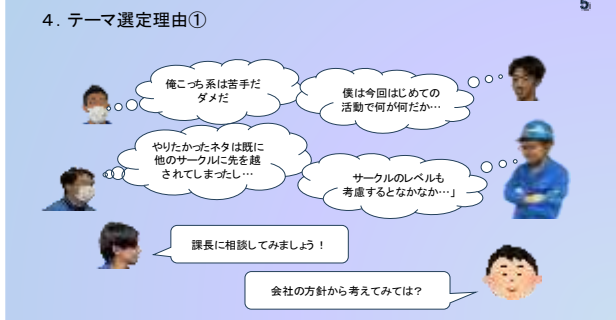 5
4．テーマ選定理由①
俺こっち系は苦手だ
ダメだ
僕は今回はじめての
活動で何が何だか…
やりたかったネタは既に
他のサークルに先を越
されてしまったし…
サークルのレベルも
考慮するとなかなか…」
課長に相談してみましょう！
会社の方針から考えてみては？